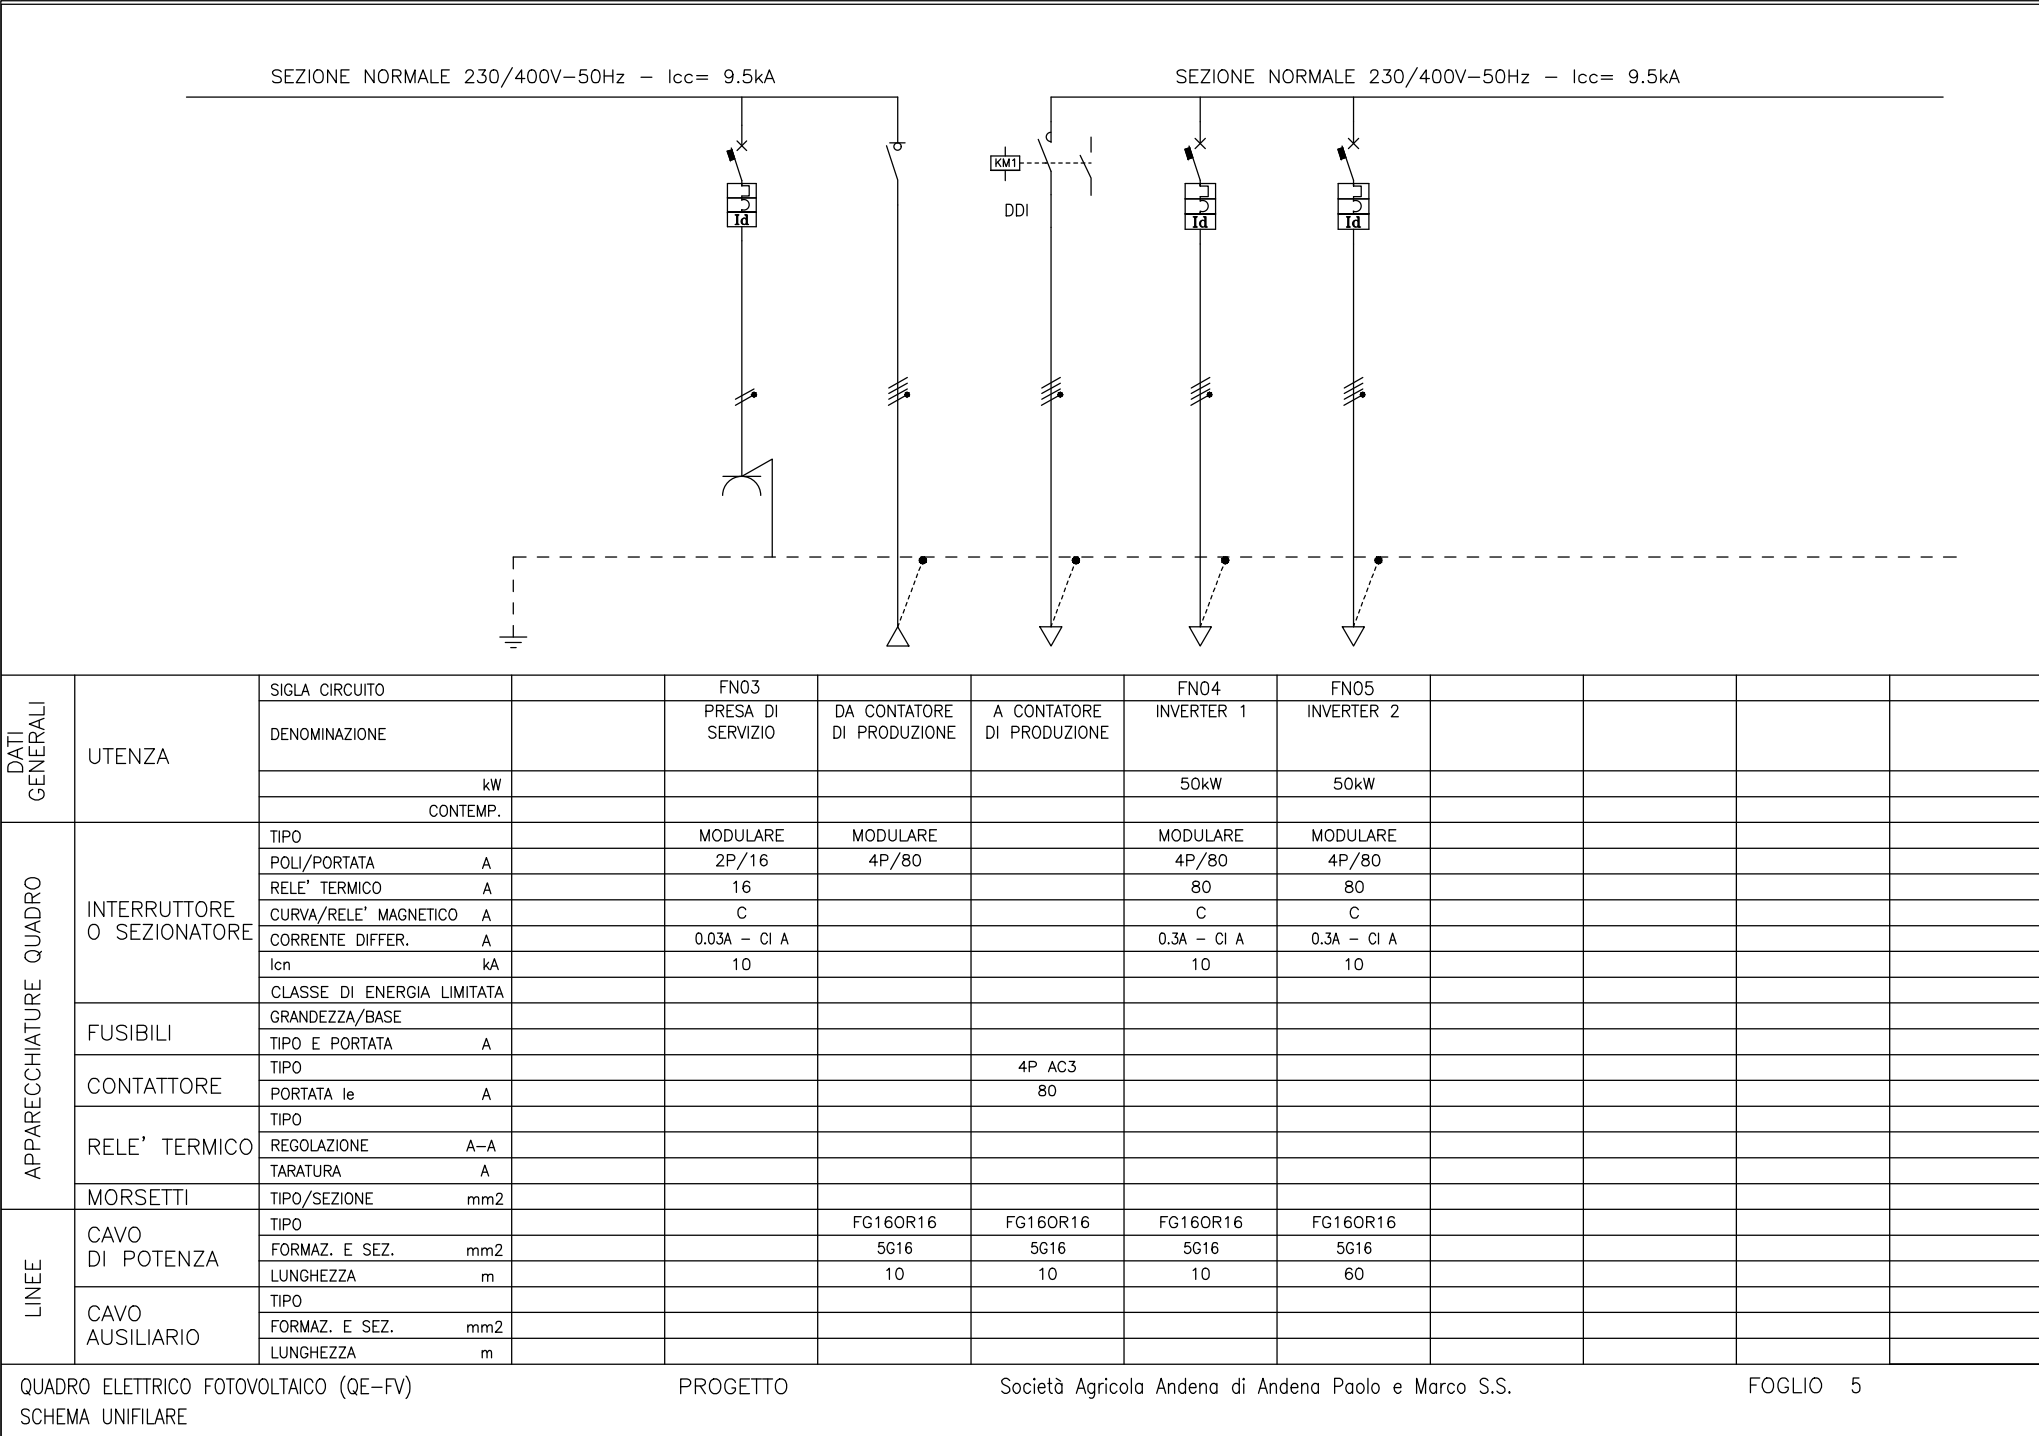 SEZIONE NORMALE 230/400V-50Hz - Icc= 9.5kA
SEZIONE NORMALE 230/400V-50Hz - Icc= 9.5kA
KM1
DDI
Id
Id
Id
DATI GENERALI
UTENZA
SIGLA CIRCUITO FN03 FN04 FN05
DENOMINAZIONE
PRESA DI DA CONTATORE A CONTATORE INVERTER 1 INVERTER 2
SERVIZIO DI PRODUZIONE DI PRODUZIONE
kW 50kW 50kW
CONTEMP.
APPARECCHIATURE QUADRO
INTERRUTTORE
O SEZIONATORE
TIPO MODULARE MODULARE MODULARE MODULARE
POLI/PORTATA A 2P/16 4P/80 4P/80 4P/80
RELE' TERMICO A 16 80 80
CURVA/RELE' MAGNETICO A C C C
CORRENTE DIFFER. A 0.03A - Cl A 0.3A - Cl A 0.3A - Cl A
Icn kA 10 10 10
CLASSE DI ENERGIA LIMITATA
FUSIBILI
GRANDEZZA/BASE
TIPO E PORTATA A
CONTATTORE
TIPO 4P AC3
PORTATA Ie A 80
RELE' TERMICO
TIPO
REGOLAZIONE A-A
TARATURA A
MORSETTI
TIPO/SEZIONE mm2
LINEE
CAVO
DI POTENZA
TIPO FG16OR16 FG16OR16 FG16OR16 FG16OR16
FORMAZ. E SEZ. mm2 5G16 5G16 5G16 5G16
LUNGHEZZA m 10 10 10 60
CAVO
AUSILIARIO
TIPO
FORMAZ. E SEZ. mm2
LUNGHEZZA m
QUADRO ELETTRICO FOTOVOLTAICO (QE-FV) PROGETTO Società Agricola Andena di Andena Paolo e Marco S.S. FOGLIO 5
SCHEMA UNIFILARE